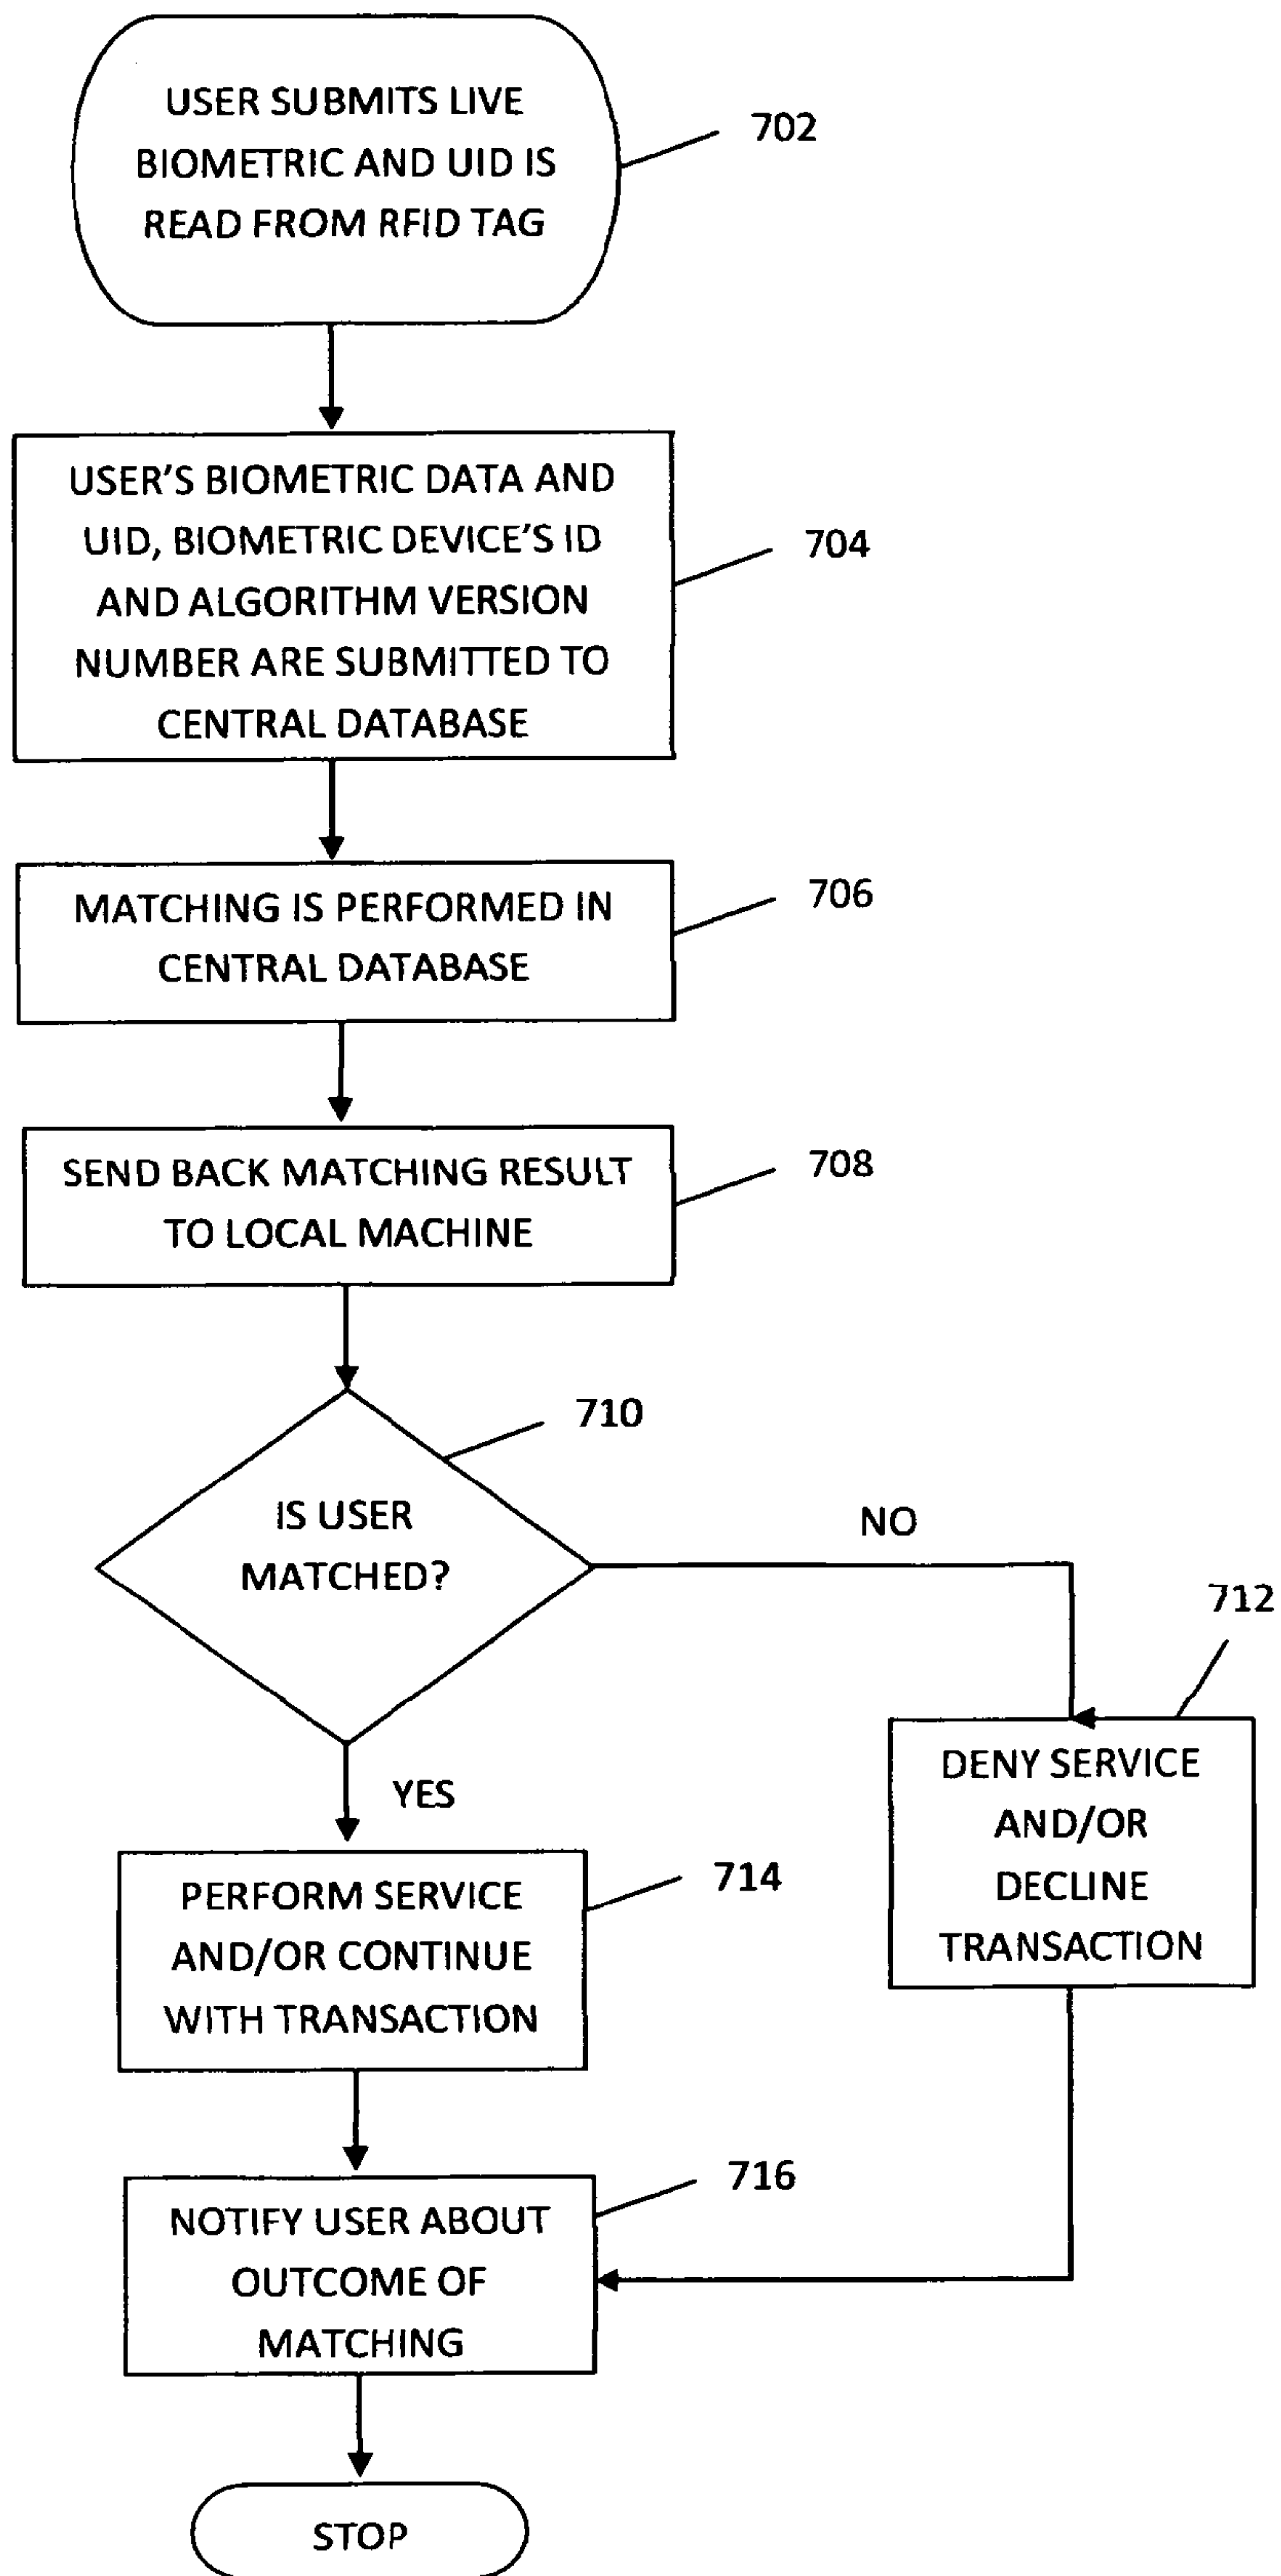 USER SUBMITS LIVE
BIOMETRIC AND UID IS
READ FROM RFID TAG
702
USER'S BIOMETRIC DATA AND
UID, BIOMETRIC DEVICE'S ID
AND ALGORITHM VERSION
NUMBER ARE SUBMITTED TO
CENTRAL DATABASE
704
MATCHING IS PERFORMED IN
CENTRAL DATABASE
706
SEND BACK MATCHING RESULT
TO LOCAL MACHINE
708
IS USER
MATCHED?
710
NO
712
DENY SERVICE
AND/OR
DECLINE
TRANSACTION
YES
PERFORM SERVICE
AND/OR CONTINUE
WITH TRANSACTION
714
NOTIFY USER ABOUT
OUTCOME OF
MATCHING
716
STOP